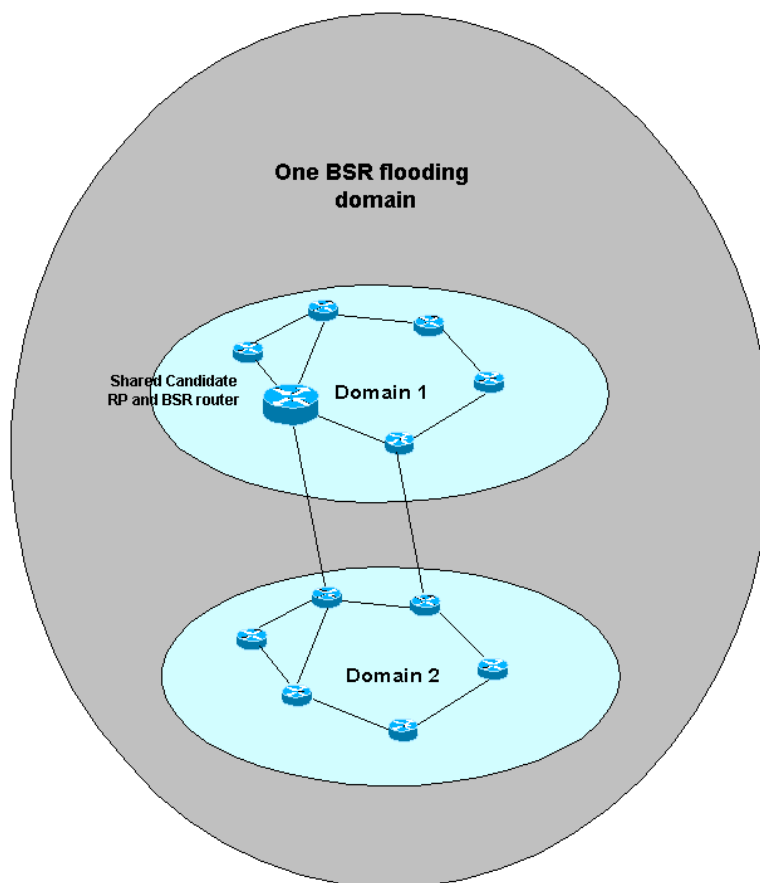 One BSR flooding
domain
Shared Candidate
RP and BSR router
Domain 1
Domain 2